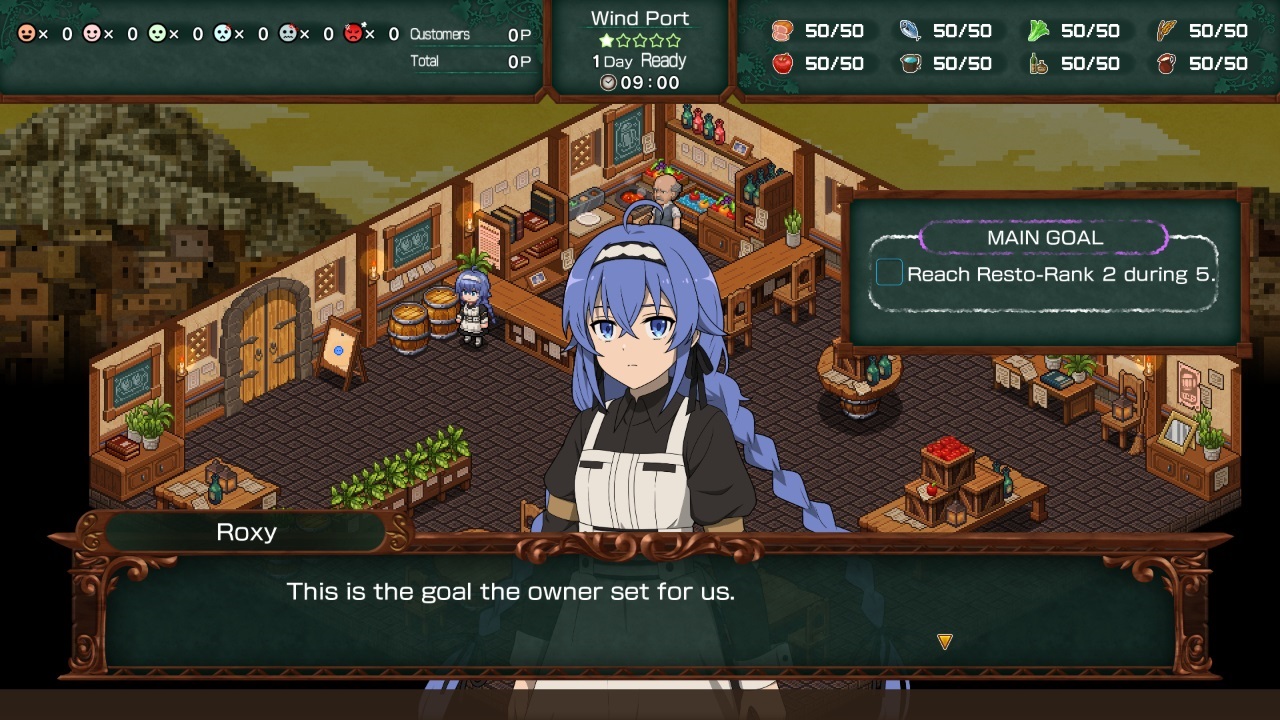 × 0 × 0 × 0 × 0 × 0 × 0
Customers 0P
Total 0P
Wind Port
1 Day Ready
09:00
50/50 50/50 50/50 50/50
50/50 50/50 50/50 50/50
MAIN GOAL
Reach Resto-Rank 2 during 5.
Roxy
This is the goal the owner set for us.